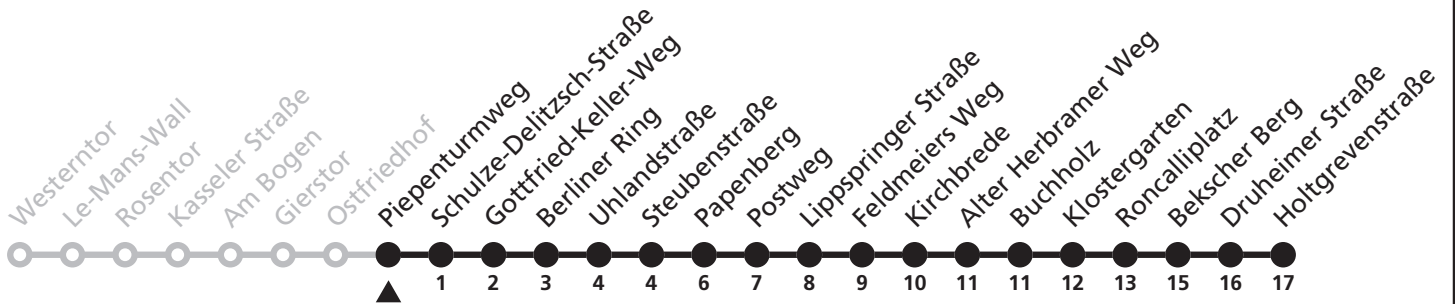 Westerntor
Le-Mans-Wall
Rosentor
Kasseler Straße
Am Bogen
Gierstor
Ostfriedhof
Piepenturmweg
Schulze-Delitzsch-Straße
Gottfried-Keller-Weg
Berliner Ring
Uhlandstraße
Steubenstraße
Papenberg
Postweg
Lippspringer Straße
Feldmeiers Weg
Kirchbrede
Alter Herbramer Weg
Buchholz
Klostergarten
Roncalliplatz
Bekscher Berg
Druheimer Straße
Holtgrevenstraße
1 2 3 4 4 6 7 8 9 10 11 11 12 13 15 16 17